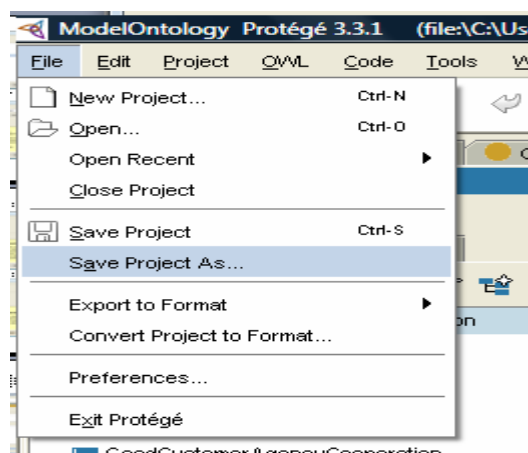 ModelOntology Protégé 3.3.1 (file:\C:\Us
File Edit Project OWL Code Tools
New Project... Ctrl-N
Open... Ctrl-O
Open Recent
Close Project
Save Project Ctrl-S
Save Project As...
Export to Format
on
Convert Project to Format...
Preferences...
Exit Protégé
GoodCustomerAgencyCooperation